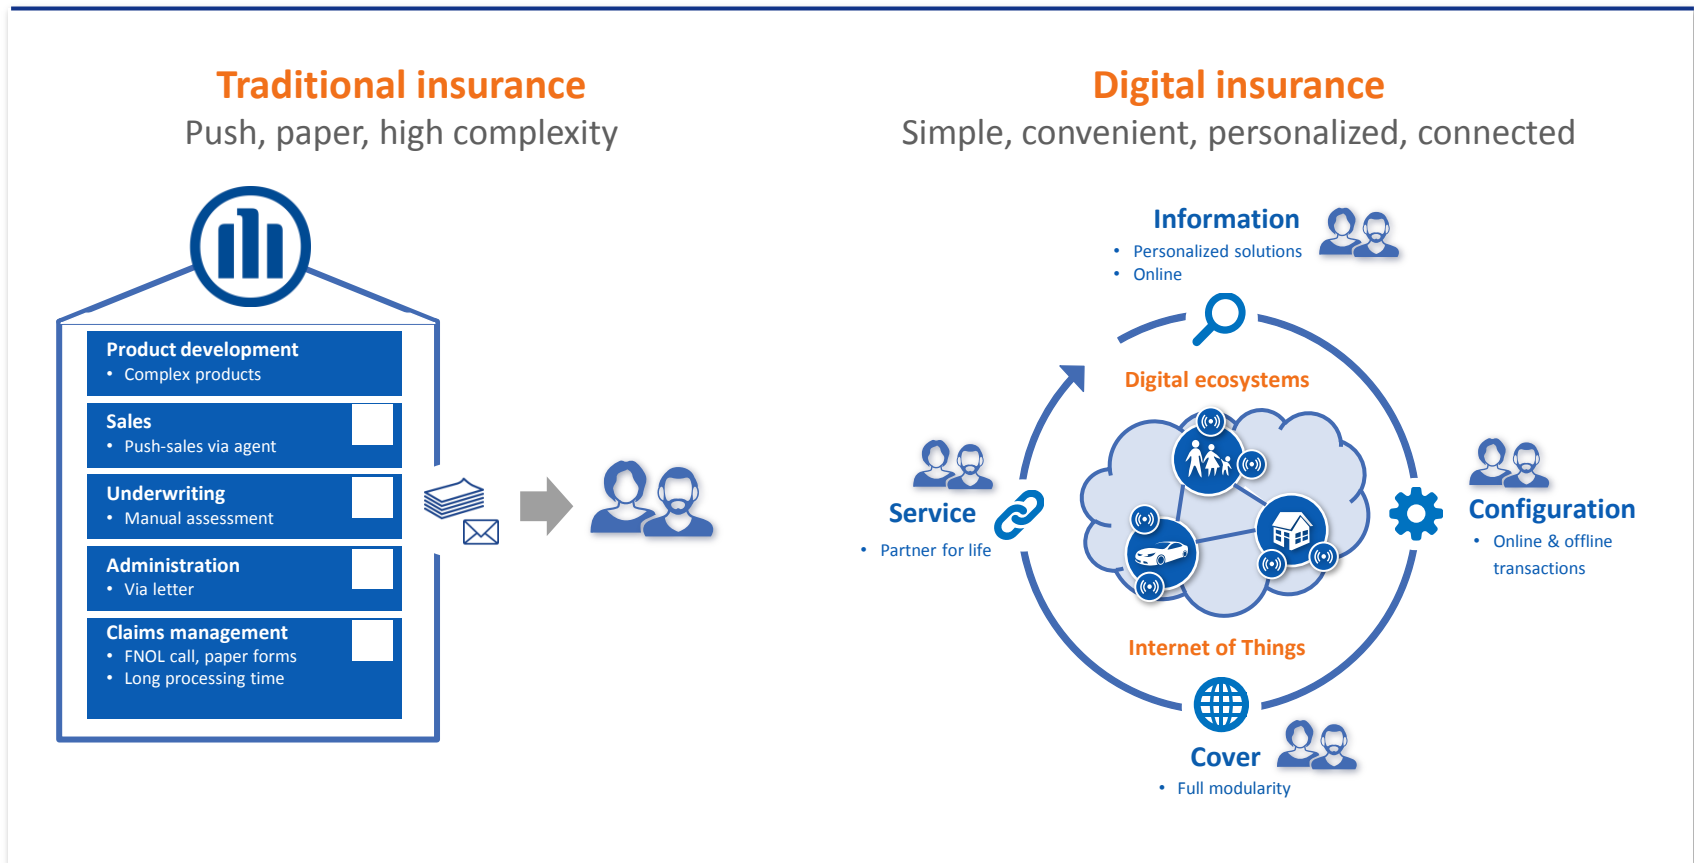 Traditional insurance
Push, paper, high complexity
Product development
• Complex products
Sales
• Push-sales via agent
Underwriting
• Manual assessment
Administration
• Via letter
Claims management
• FNOL call, paper forms
• Long processing time
Digital insurance
Simple, convenient, personalized, connected
Information
• Personalized solutions
• Online
Digital ecosystems
Service
• Partner for life
Configuration
• Online & offline
transactions
Internet of Things
Cover
• Full modularity